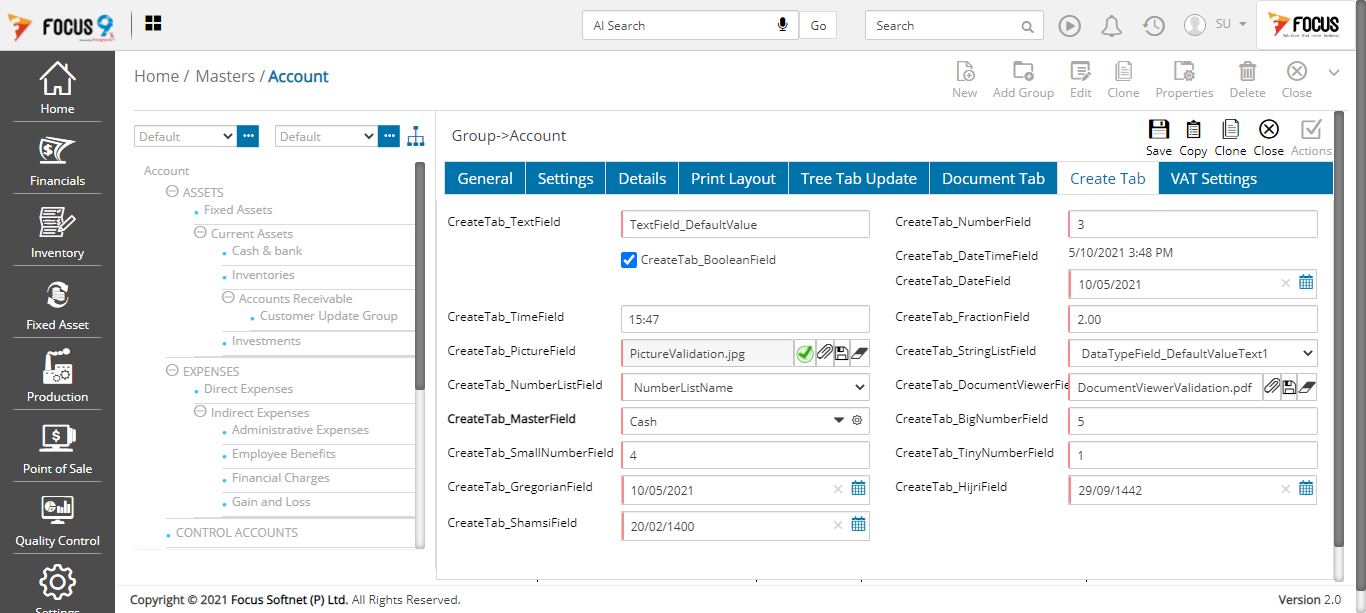 FOCUS 9
AI Search
Go
Search
SU
FOCUS
Home
Financials
Inventory
Fixed Asset
Production
Point of Sale
Quality Control
Settings
Home / Masters / Account
New
Add Group
Edit
Clone
Properties
Delete
Close
Default
Default
Account
ASSETS
Fixed Assets
Current Assets
Cash & bank
Inventories
Accounts Receivable
Customer Update Group
Investments
EXPENSES
Direct Expenses
Indirect Expenses
Administrative Expenses
Employee Benefits
Financial Charges
Gain and Loss
CONTROL ACCOUNTS
Group->Account
Save
Copy
Clone
Close
Actions
General
Settings
Details
Print Layout
Tree Tab Update
Document Tab
Create Tab
VAT Settings
CreateTab_TextField
TextField_DefaultValue
CreateTab_NumberField
3
CreateTab_BooleanField
CreateTab_DateTimeField
5/10/2021 3:48 PM
CreateTab_DateField
10/05/2021
CreateTab_TimeField
15:47
CreateTab_FractionField
2.00
CreateTab_PictureField
PictureValidation.jpg
CreateTab_StringListField
DataTypeField_DefaultValueText1
CreateTab_NumberListField
NumberListName
CreateTab_DocumentViewerFie
DocumentViewerValidation.pdf
CreateTab_MasterField
Cash
CreateTab_BigNumberField
5
CreateTab_SmallNumberField
4
CreateTab_TinyNumberField
1
CreateTab_GregorianField
10/05/2021
CreateTab_HijriField
29/09/1442
CreateTab_ShamsiField
20/02/1400
Copyright © 2021 Focus Softnet (P) Ltd. All Rights Reserved.
Version 2.0